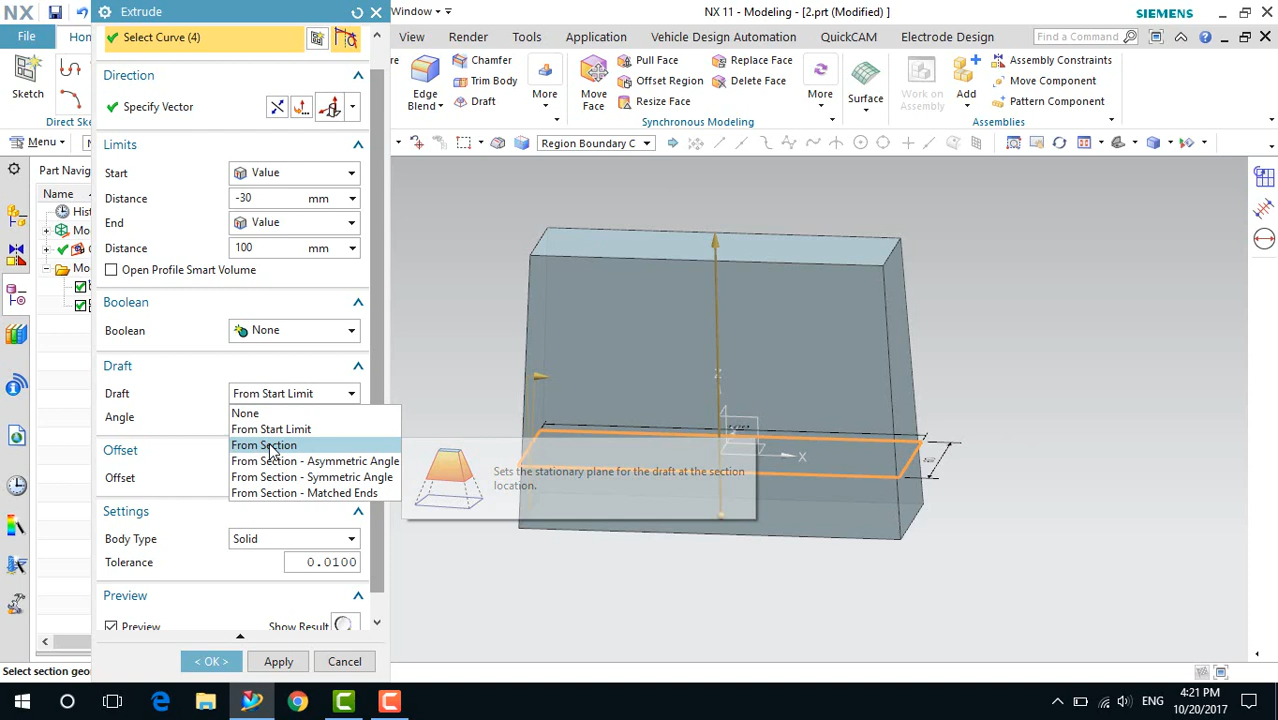 NX
Window
NX 11 - Modeling - [2.prt (Modified) ]
SIEMENS
Extrude
File
View
Render
Tools
Application
Vehicle Design Automation
QuickCAM
Electrode Design
Find a Command
Select Curve (4)
Sketch
Direct Sk
Direction
Specify Vector
Edge Blend
Chamfer
Trim Body
Draft
More
Move Face
Pull Face
Offset Region
Resize Face
Replace Face
Delete Face
More
Synchronous Modeling
Surface
Work on Assembly
Add
Assembly Constraints
Move Component
Pattern Component
Assemblies
Menu
Region Boundary C
Limits
Part Navig
Name
Start
Value
Distance
-30
mm
End
Value
Distance
100
mm
Open Profile Smart Volume
Boolean
Boolean
None
Draft
Draft
From Start Limit
Angle
None
From Start Limit
From Section
From Section - Asymmetric Angle
From Section - Symmetric Angle
From Section - Matched Ends
Sets the stationary plane for the draft at the section
location.
Offset
Offset
Settings
Body Type
Solid
Tolerance
0.0100
Preview
Preview
Show Result
< OK >
Apply
Cancel
Z
X
ENG
4:21 PM
10/20/2017